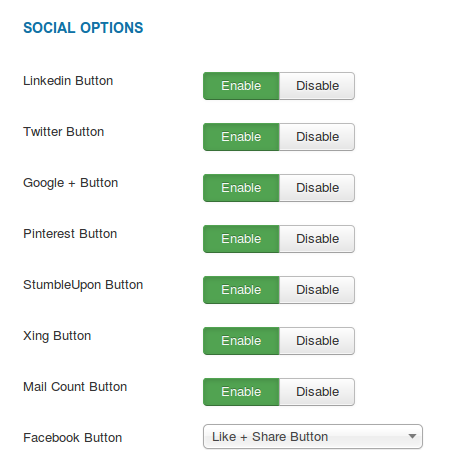 SOCIAL OPTIONS
Linkedin Button Enable Disable
Twitter Button Enable Disable
Google + Button Enable Disable
Pinterest Button Enable Disable
StumbleUpon Button Enable Disable
Xing Button Enable Disable
Mail Count Button Enable Disable
Facebook Button Like + Share Button